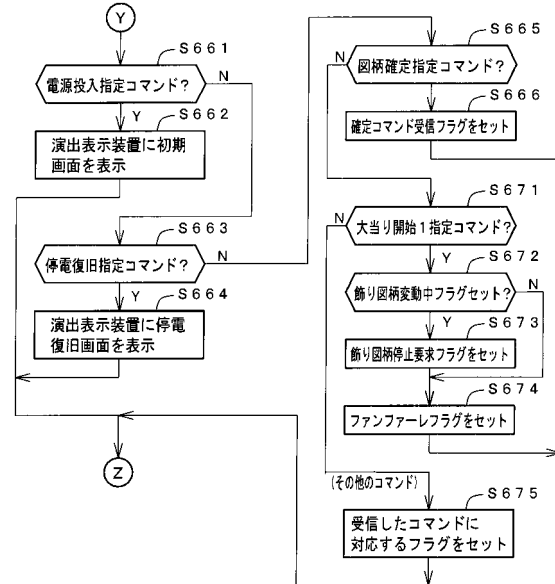 Y
S661
電源投入指定コマンド?
N
Y
S662
演出表示装置に初期
画面を表示
S663
停電復旧指定コマンド?
N
Y
S664
演出表示装置に停電
復旧画面を表示
Z
S665
N
図柄確定指定コマンド?
Y
S666
確定コマンド受信フラグをセット
S671
N
大当り開始1指定コマンド?
Y
S672
飾り図柄変動中フラグセット?
N
Y
S673
飾り図柄停止要求フラグをセット
S674
ファンファーレフラグをセット
(その他のコマンド)
S675
受信したコマンドに
対応するフラグをセット